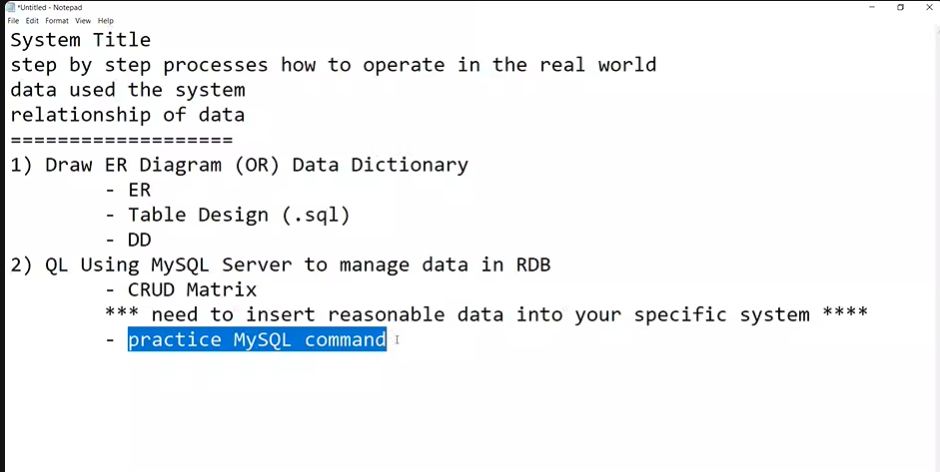 *Untitled - Notepad
File Edit Format View Help
System Title
step by step processes how to operate in the real world
data used the system
relationship of data
===================
1) Draw ER Diagram (OR) Data Dictionary
- ER
- Table Design (.sql)
- DD
2) QL Using MySQL Server to manage data in RDB
- CRUD Matrix
*** need to insert reasonable data into your specific system ****
- practice MySQL command